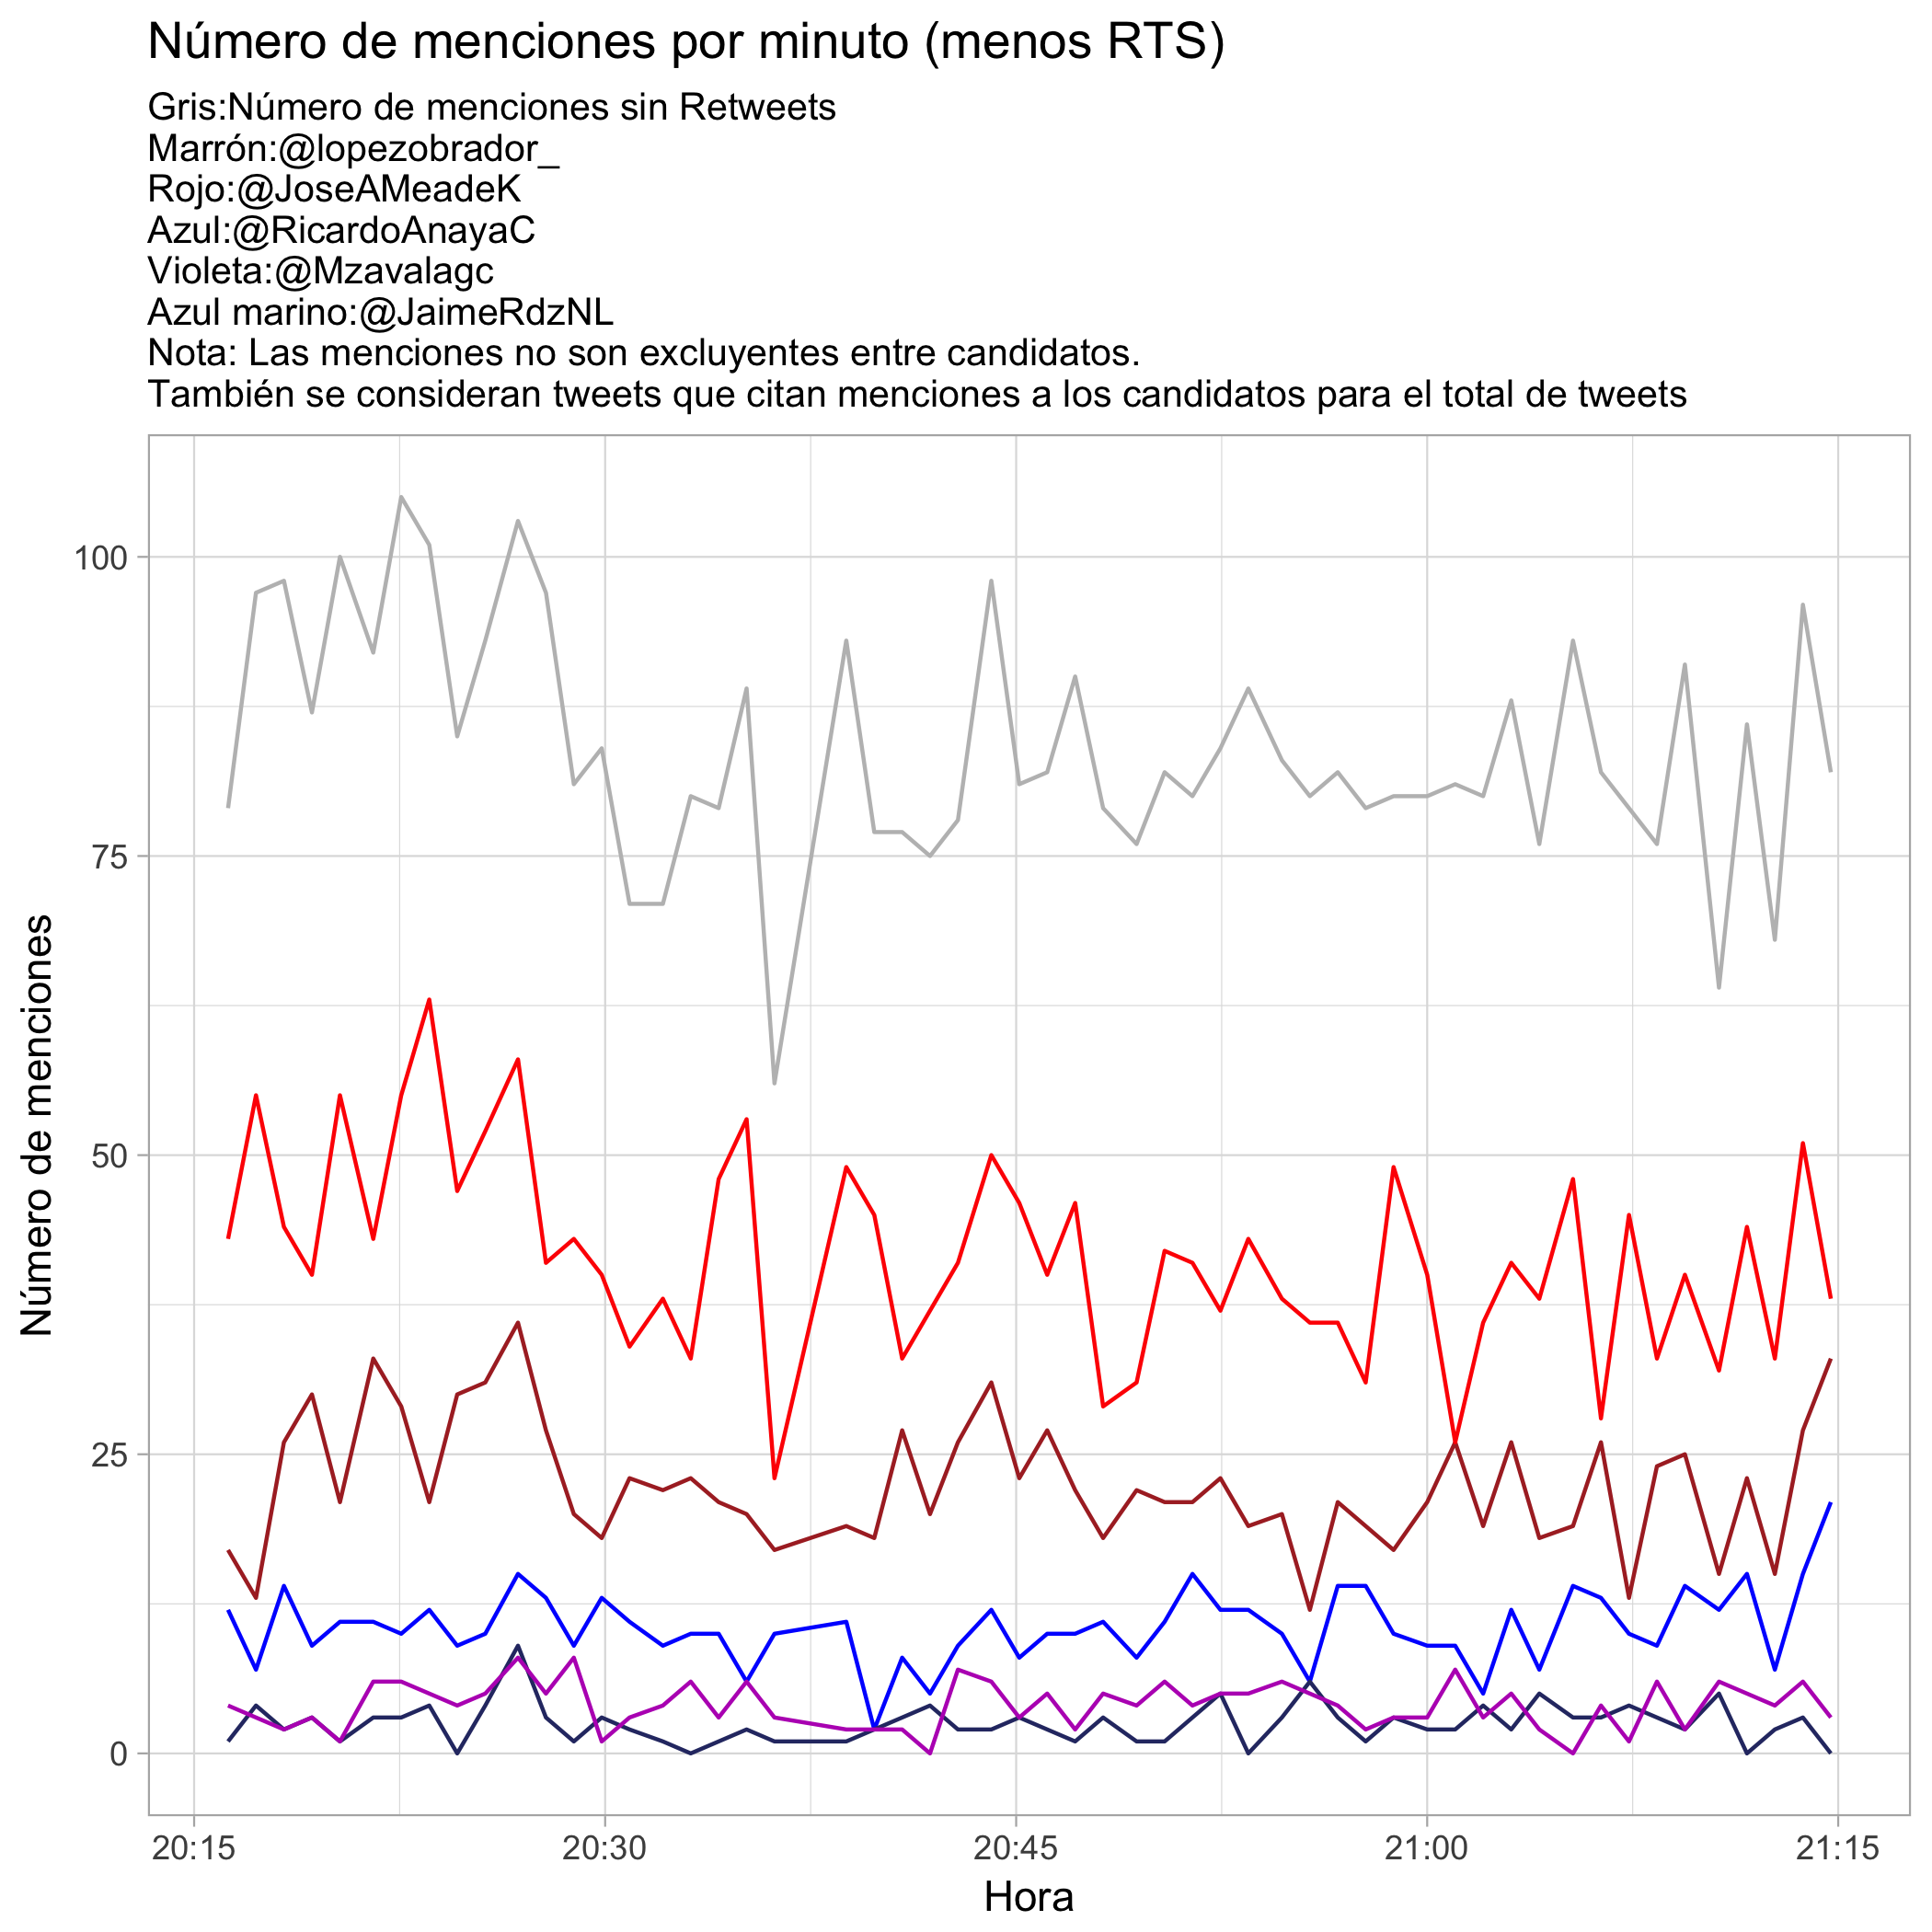 Número de menciones por minuto (menos RTS)
Gris:Número de menciones sin Retweets
Marrón:@lopezobrador_
Rojo:@JoseAMeadeK
Azul:@RicardoAnayaC
Violeta:@Mzavalagc
Azul marino:@JaimeRdzNL
Nota: Las menciones no son excluyentes entre candidatos.
También se consideran tweets que citan menciones a los candidatos para el total de tweets
Número de menciones
100
75
50
25
0
20:15
20:30
20:45
21:00
21:15
Hora